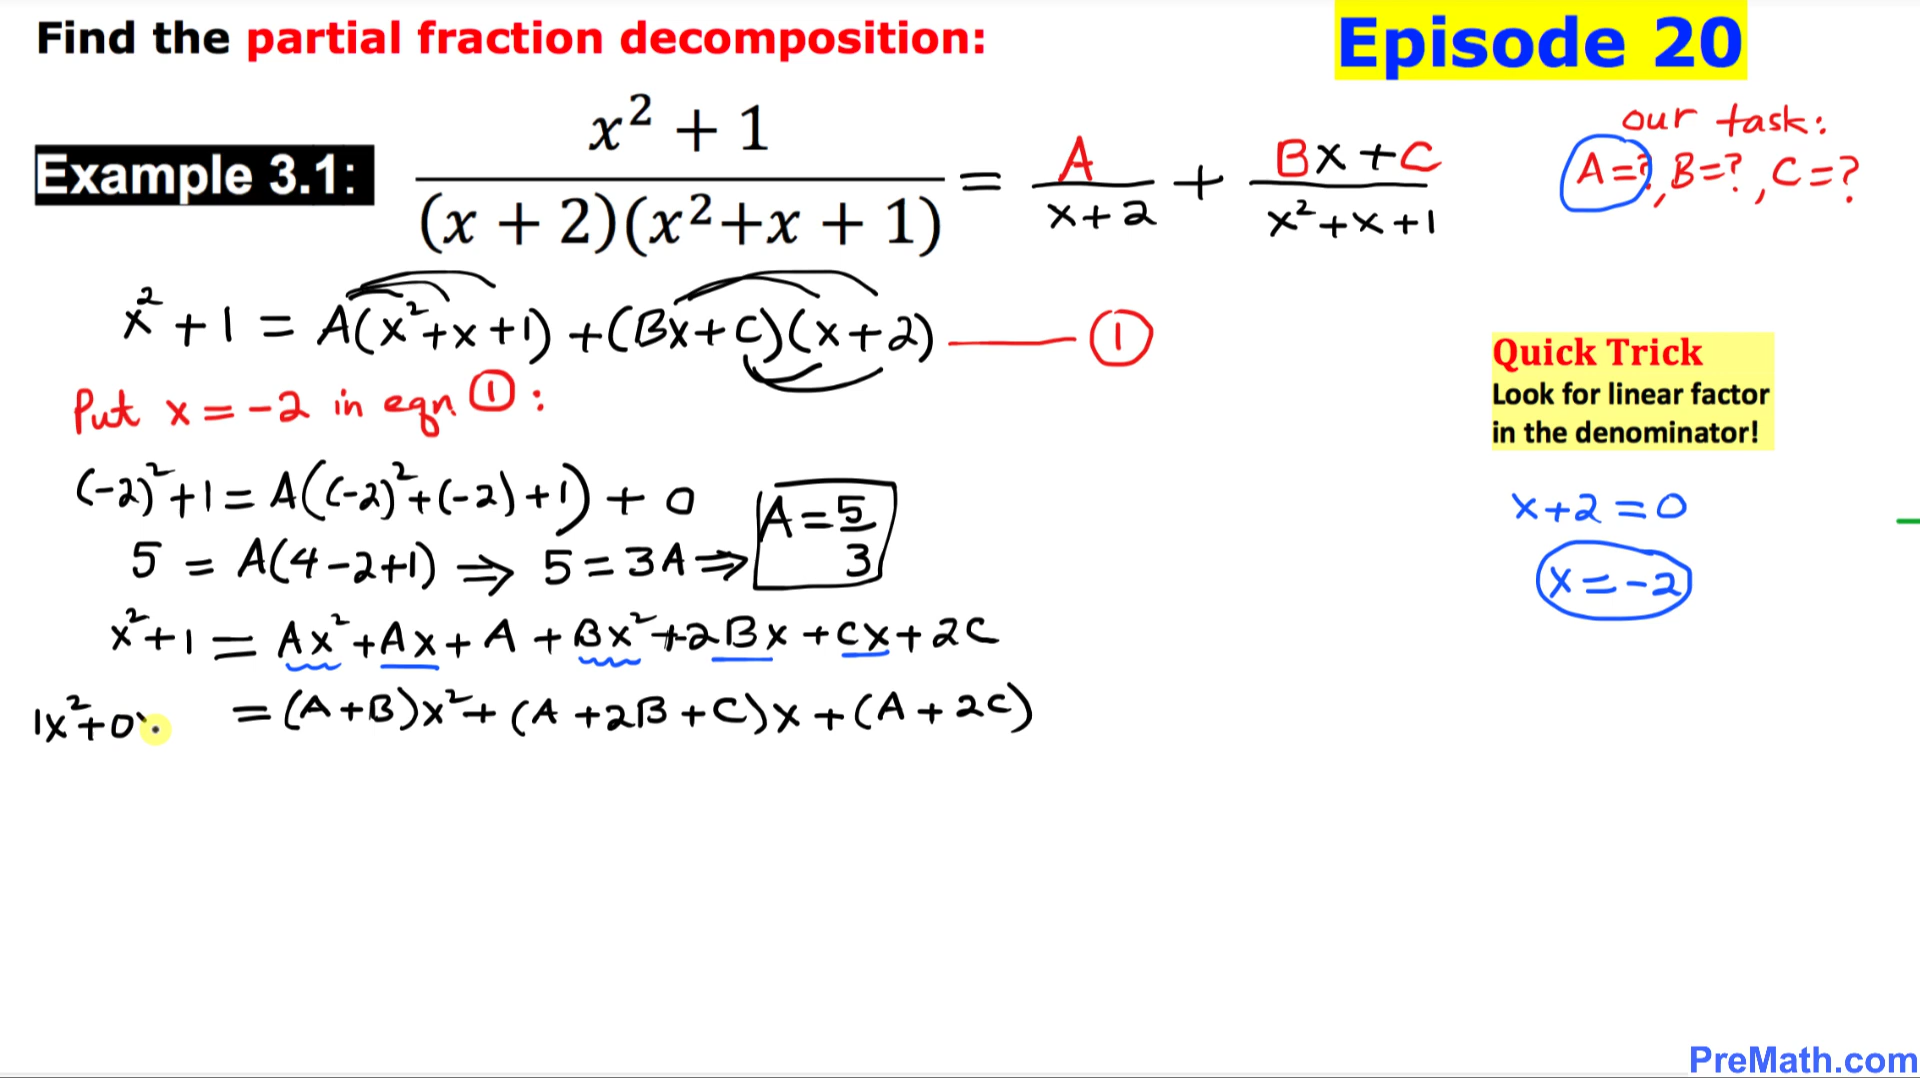 Find the partial fraction decomposition:
Episode 20
Example 3.1: x² + 1 / (x + 2)(x²+x + 1) = A / x+2 + Bx+C / x²+x+1
our task:
A=?, B=?, C=?
x²+1 = A(x²+x+1)+(Bx+C)(x+2) ——— ①
Put x=-2 in eqn ①:
Quick Trick
Look for linear factor
in the denominator!
(-2)²+1 = A((-2)²+(-2)+1)+0
5 = A(4-2+1) ⇒ 5=3A ⇒ A=5/3
x+2=0
x=-2
x²+1 = Ax²+Ax+A+Bx²+2Bx+Cx+2C
1x²+0x = (A+B)x²+(A+2B+C)x+(A+2C)
PreMath.com